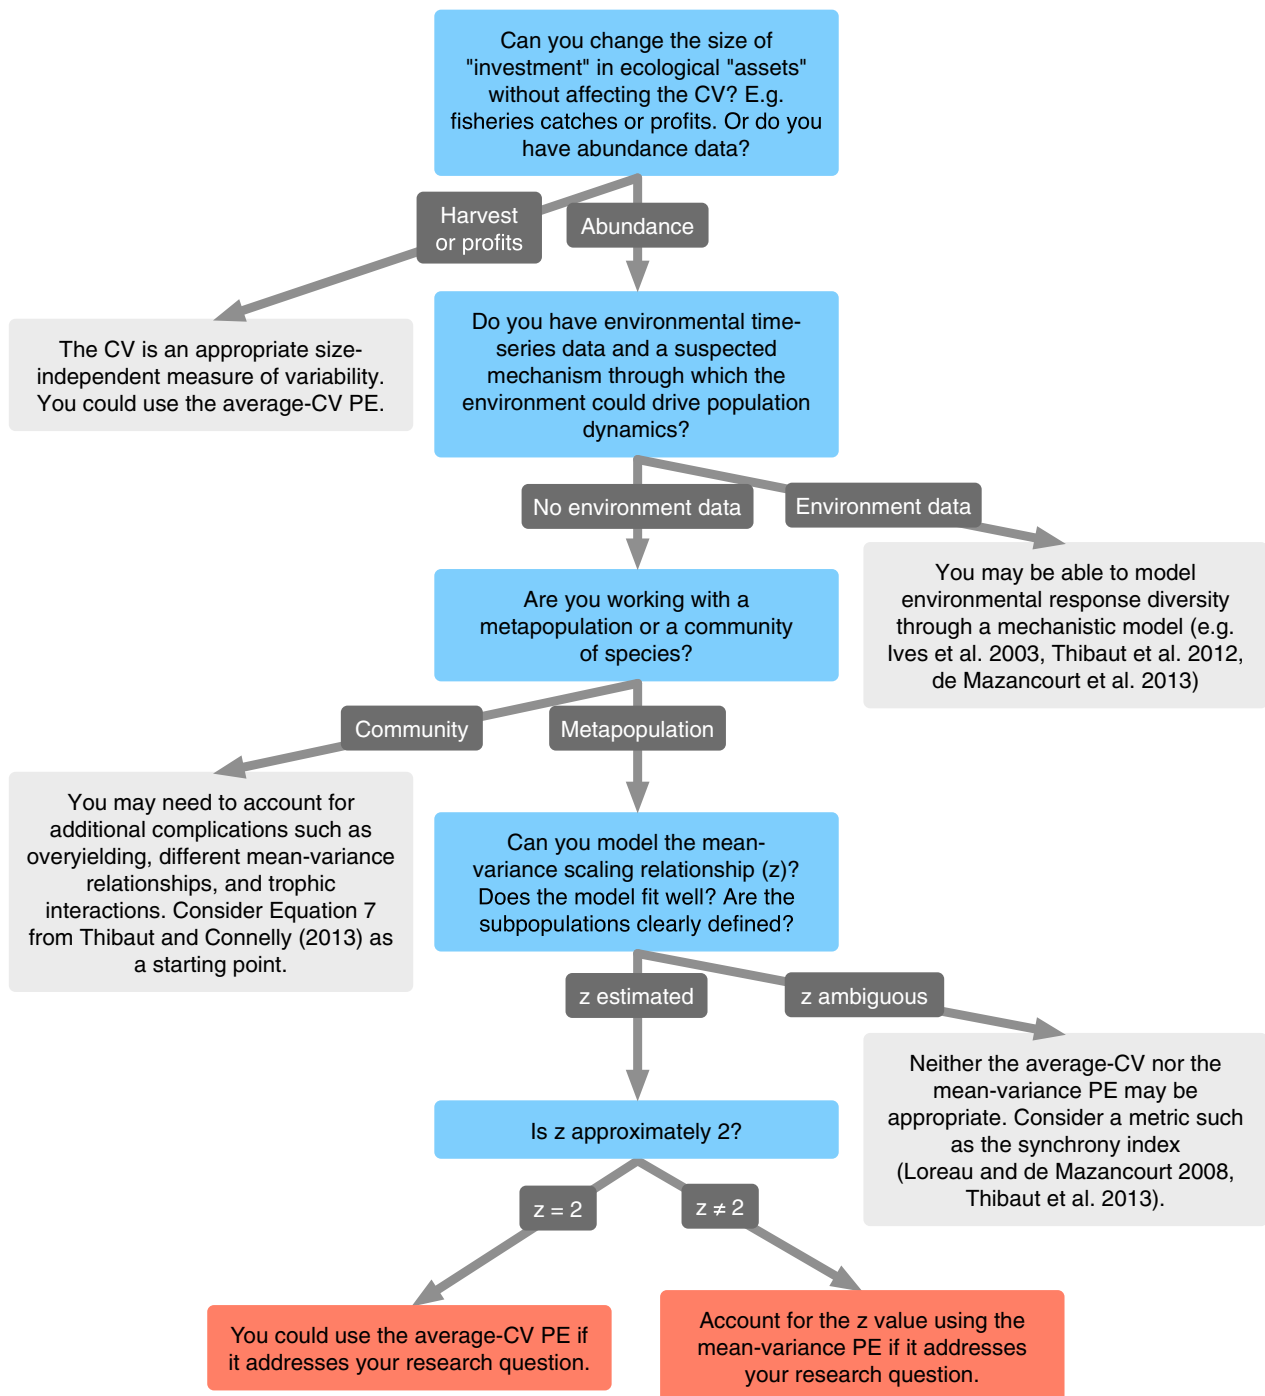 Can you change the size of
"investment" in ecological "assets"
without affecting the CV? E.g.
fisheries catches or profits. Or do you
have abundance data?
Harvest
or profits
Abundance
The CV is an appropriate size-
independent measure of variability.
You could use the average-CV PE.
Do you have environmental time-
series data and a suspected
mechanism through which the
environment could drive population
dynamics?
No environment data
Environment data
You may be able to model
environmental response diversity
through a mechanistic model (e.g.
Ives et al. 2003, Thibaut et al. 2012,
de Mazancourt et al. 2013)
Are you working with a
metapopulation or a community
of species?
Community
Metapopulation
You may need to account for
additional complications such as
overyielding, different mean-variance
relationships, and trophic
interactions. Consider Equation 7
from Thibaut and Connelly (2013) as
a starting point.
Can you model the mean-
variance scaling relationship (z)?
Does the model fit well? Are the
subpopulations clearly defined?
z estimated
z ambiguous
Neither the average-CV nor the
mean-variance PE may be
appropriate. Consider a metric such
as the synchrony index
(Loreau and de Mazancourt 2008,
Thibaut et al. 2013).
Is z approximately 2?
z = 2
z ≠ 2
You could use the average-CV PE if
it addresses your research question.
Account for the z value using the
mean-variance PE if it addresses
your research question.